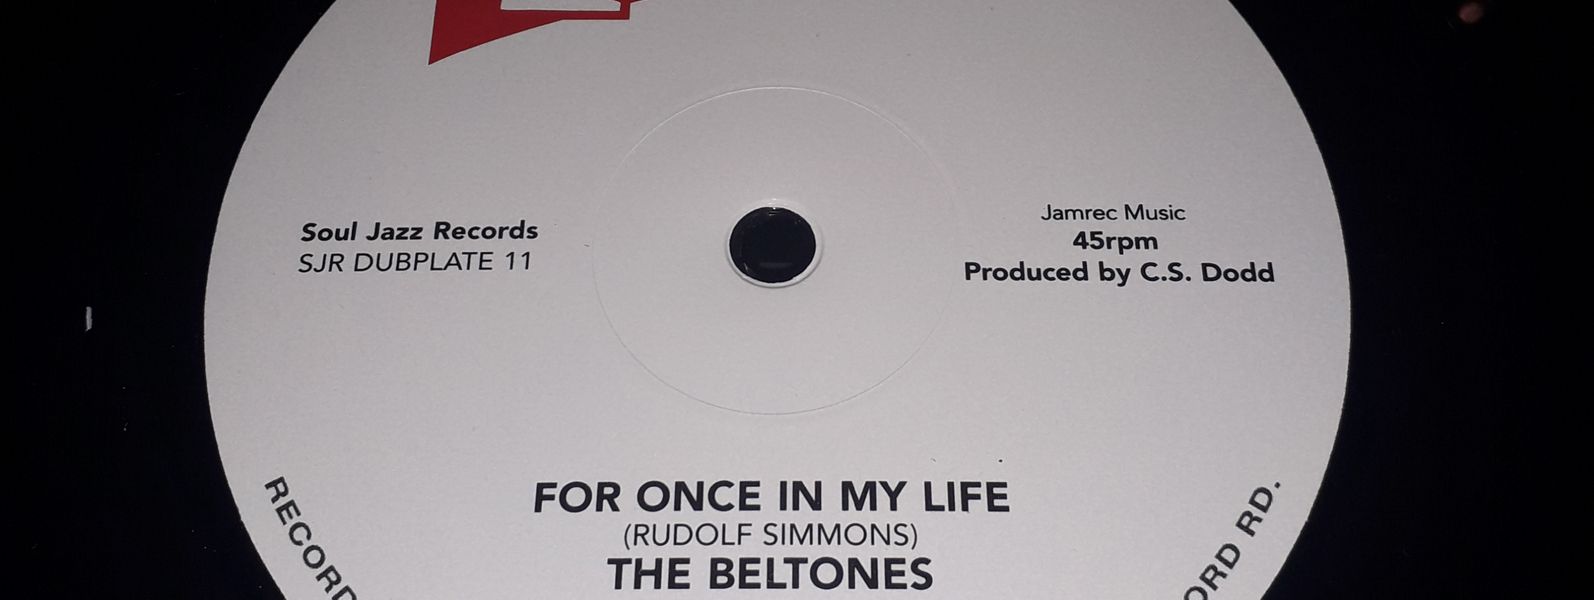 Soul Jazz Records
SJR DUBPLATE 11
Jamrec Music
45rpm
Produced by C.S. Dodd
FOR ONCE IN MY LIFE
(RUDOLF SIMMONS)
THE BELTONES
RECORD
ORD RD.